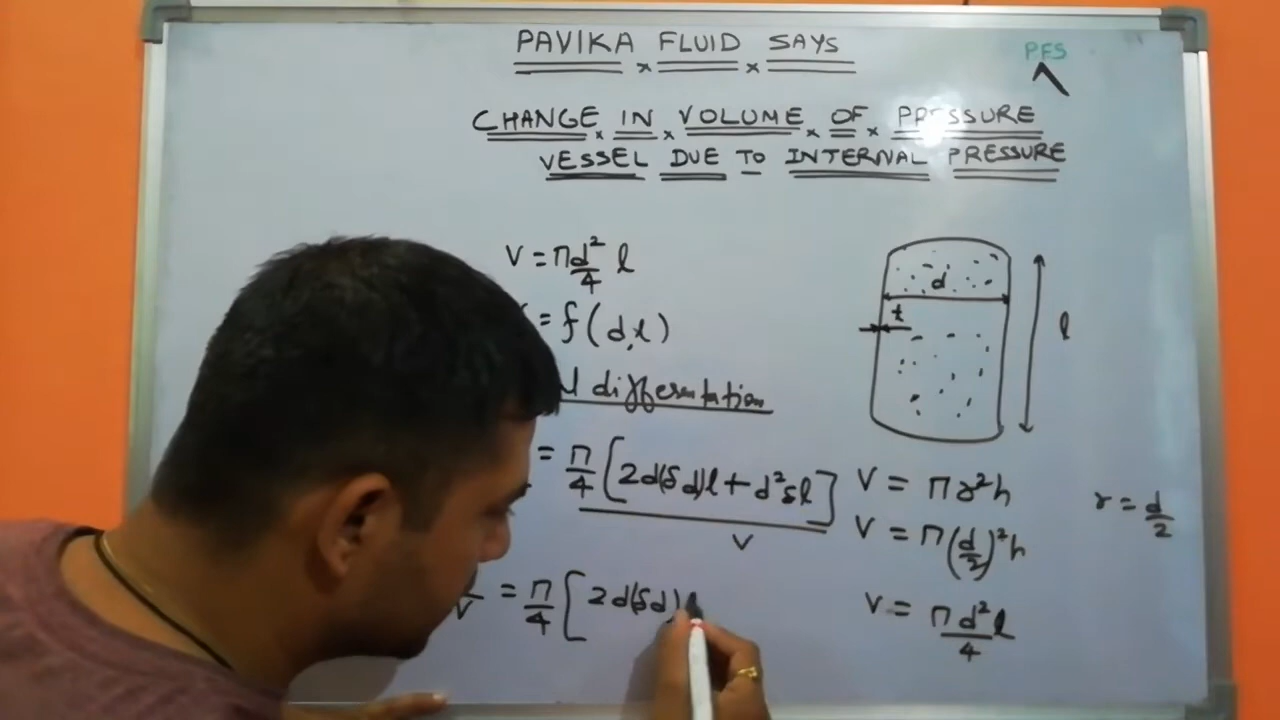 PAVIKA FLUID SAYS
PFS
CHANGE IN VOLUME OF PRESSURE
VESSEL DUE TO INTERNAL PRESSURE
V = πd²/4 l
= f(d,l)
differentation
= π/4 [2d(δd)l + d²δl]
V
V = π/4 [2d(δd)l
d
t
l
V = πr²h
r = d/2
V = π(d/2)²h
V = πd²/4 l